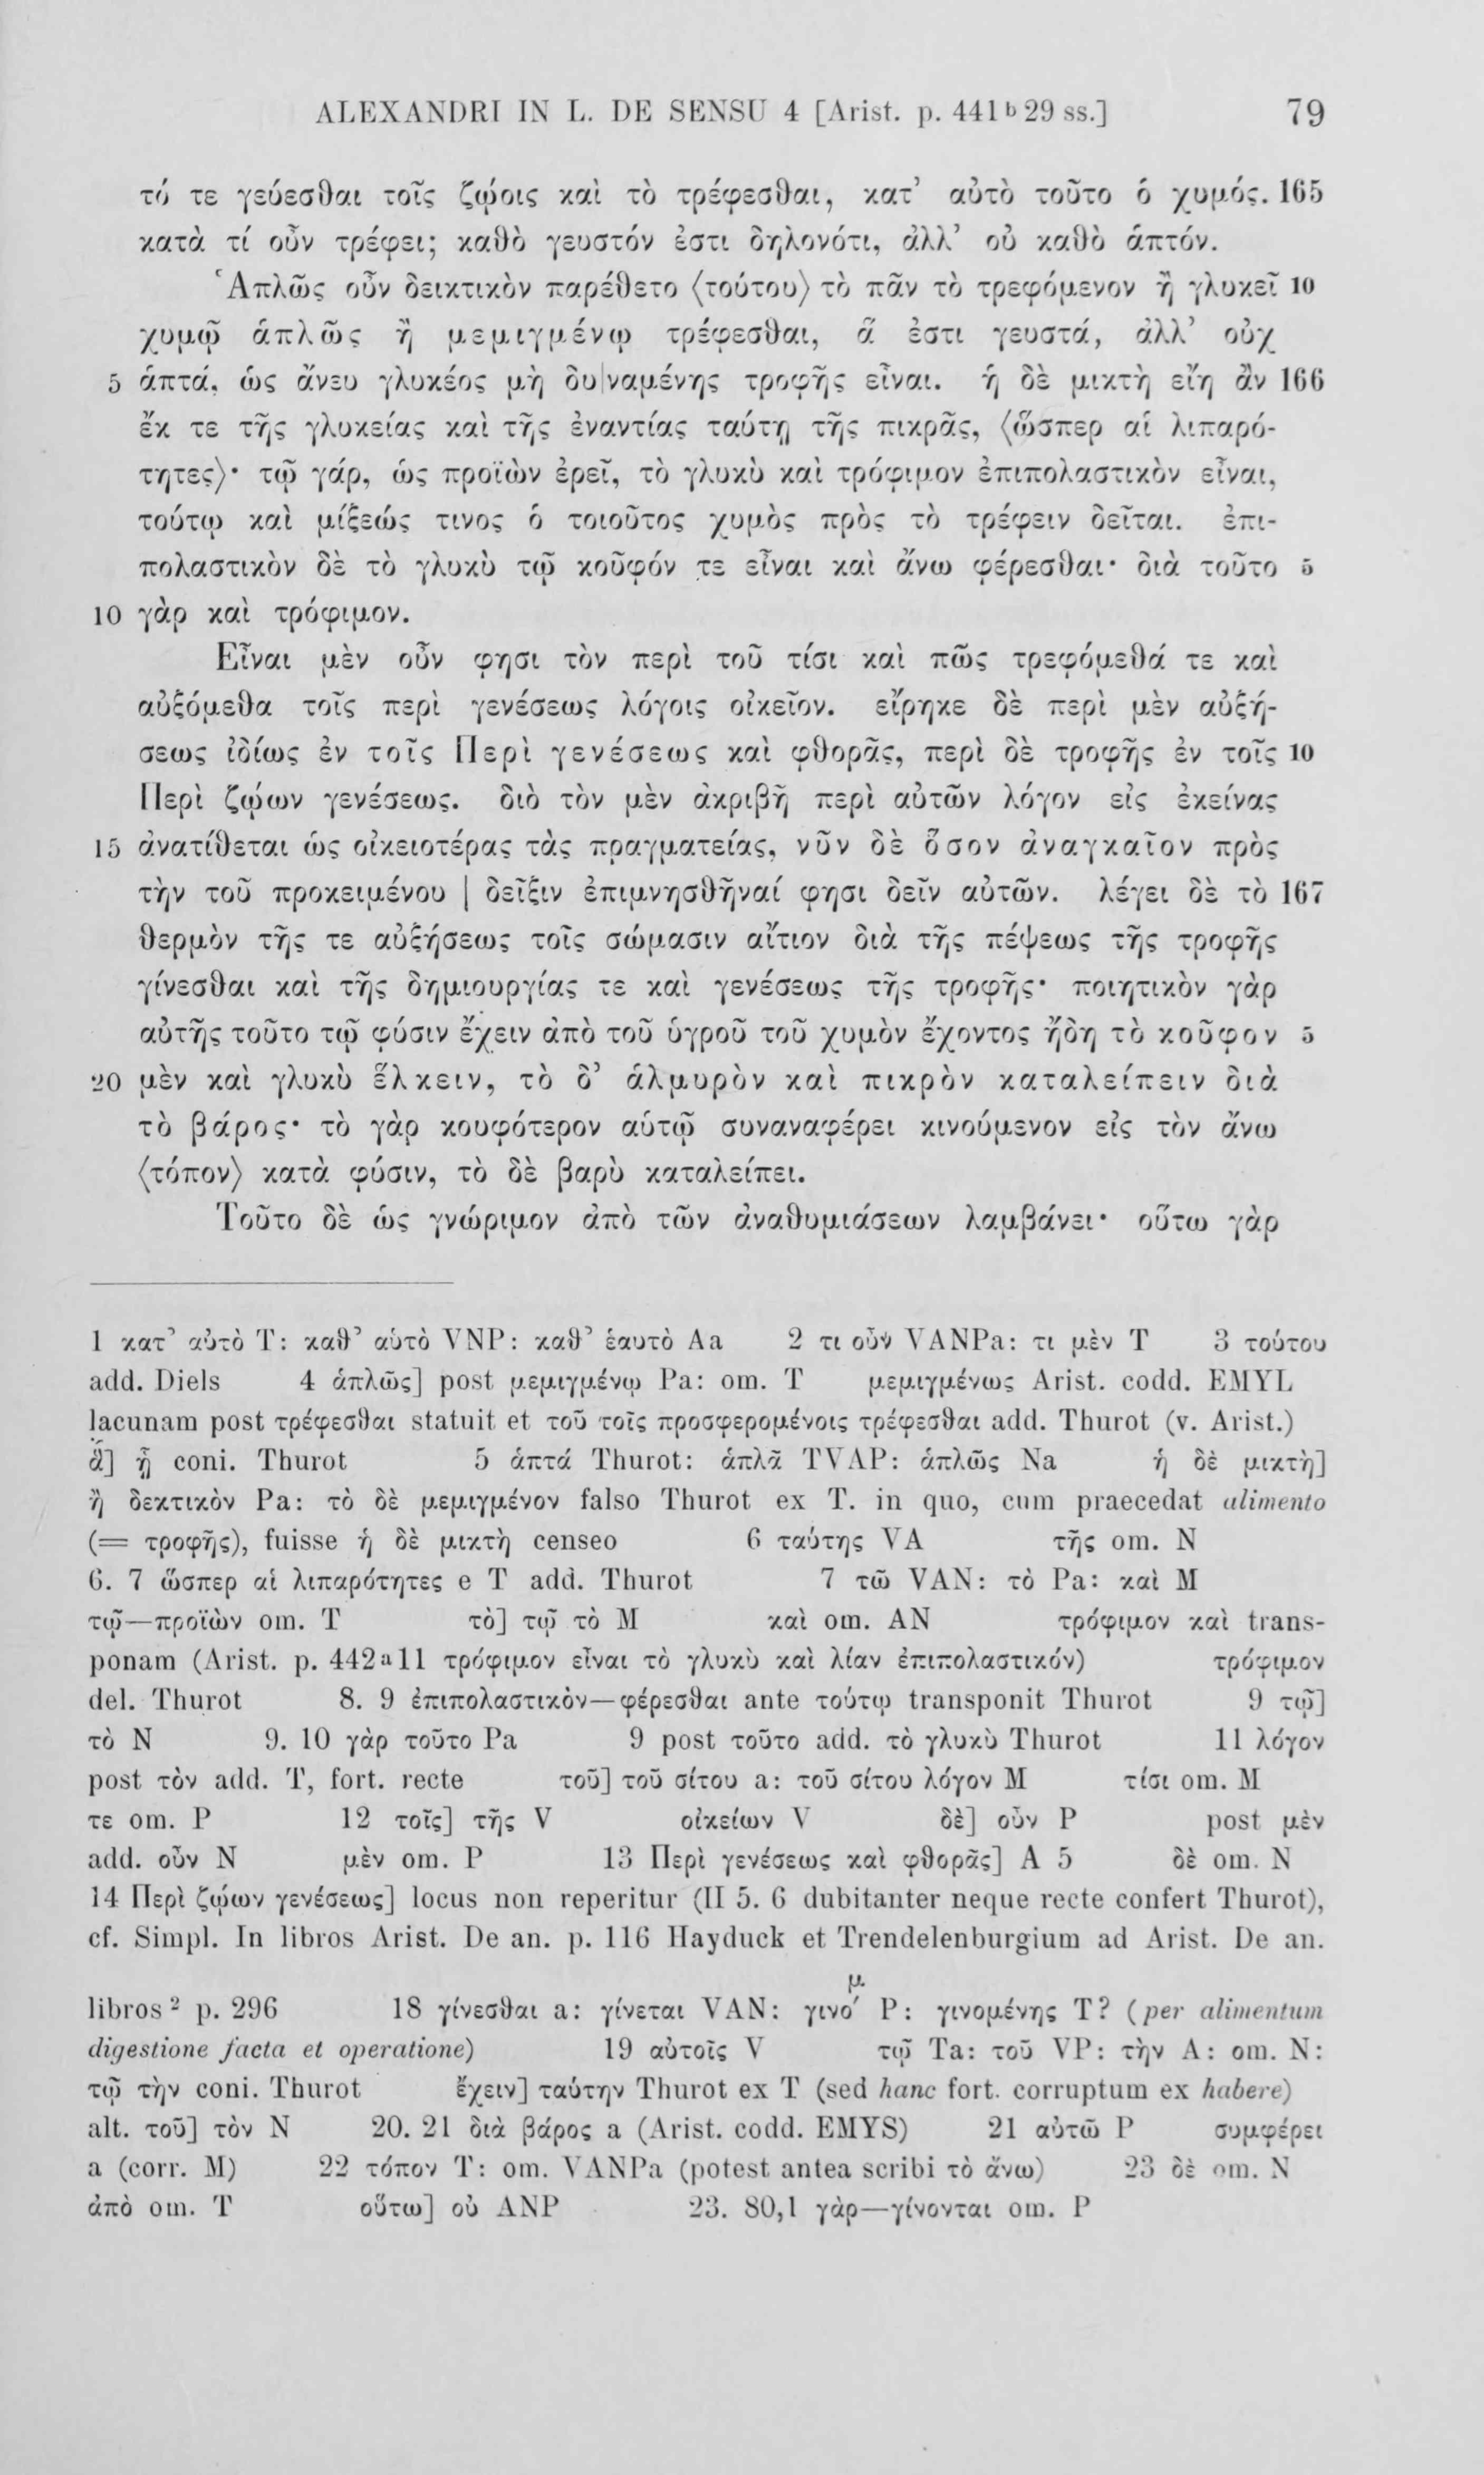 ALEXANDRI IN L. DE SENSU 4 [Arist. p. 441ᵇ29 ss.] 79
τό τε γεύεσθαι τοῖς ζῴοις καὶ τὸ τρέφεσθαι, κατ’ αὐτὸ τοῦτο ὁ χυμός. 165
κατὰ τί οὖν τρέφει; καθὸ γευστόν ἐστι δηλονότι, ἀλλ’ οὐ καθὸ ἁπτόν.
Ἁπλῶς οὖν δεικτικὸν παρέθετο ⟨τούτου⟩ τὸ πᾶν τὸ τρεφόμενον ἢ γλυκεῖ 10
χυμῷ ἁπλῶς ἢ μεμιγμένῳ τρέφεσθαι, ἅ ἐστι γευστά, ἀλλ’ οὐχ
5 ἁπτά, ὡς ἄνευ γλυκέος μὴ δυ|ναμένης τροφῆς εἶναι. ἡ δὲ μικτὴ εἴη ἂν 166
ἔκ τε τῆς γλυκείας καὶ τῆς ἐναντίας ταύτῃ τῆς πικρᾶς, ⟨ὥσπερ αἱ λιπαρό-
τητες⟩· τῷ γάρ, ὡς προϊὼν ἐρεῖ, τὸ γλυκὺ καὶ τρόφιμον ἐπιπολαστικὸν εἶναι,
τούτῳ καὶ μίξεώς τινος ὁ τοιοῦτος χυμὸς πρὸς τὸ τρέφειν δεῖται. ἐπι-
πολαστικὸν δὲ τὸ γλυκὺ τῷ κοῦφόν τε εἶναι καὶ ἄνω φέρεσθαι· διὰ τοῦτο 5
10 γὰρ καὶ τρόφιμον.
Εἶναι μὲν οὖν φησι τὸν περὶ τοῦ τίσι καὶ πῶς τρεφόμεθά τε καὶ
αὐξόμεθα τοῖς περὶ γενέσεως λόγοις οἰκεῖον. εἴρηκε δὲ περὶ μὲν αὐξή-
σεως ἰδίως ἐν τοῖς Περὶ γενέσεως καὶ φθορᾶς, περὶ δὲ τροφῆς ἐν τοῖς 10
Περὶ ζῴων γενέσεως. διὸ τὸν μὲν ἀκριβῆ περὶ αὐτῶν λόγον εἰς ἐκείνας
15 ἀνατίθεται ὡς οἰκειοτέρας τὰς πραγματείας, νῦν δὲ ὅσον ἀναγκαῖον πρὸς
τὴν τοῦ προκειμένου | δεῖξιν ἐπιμνησθῆναί φησι δεῖν αὐτῶν. λέγει δὲ τὸ 167
θερμὸν τῆς τε αὐξήσεως τοῖς σώμασιν αἴτιον διὰ τῆς πέψεως τῆς τροφῆς
γίνεσθαι καὶ τῆς δημιουργίας τε καὶ γενέσεως τῆς τροφῆς· ποιητικὸν γὰρ
αὐτῆς τοῦτο τῷ φύσιν ἔχειν ἀπὸ τοῦ ὑγροῦ τοῦ χυμὸν ἔχοντος ἤδη τὸ κοῦφον 5
20 μὲν καὶ γλυκὺ ἕλκειν, τὸ δ’ ἁλμυρὸν καὶ πικρὸν καταλείπειν διὰ
τὸ βάρος· τὸ γὰρ κουφότερον αὑτῷ συναναφέρει κινούμενον εἰς τὸν ἄνω
⟨τόπον⟩ κατὰ φύσιν, τὸ δὲ βαρὺ καταλείπει.
Τοῦτο δὲ ὡς γνώριμον ἀπὸ τῶν ἀναθυμιάσεων λαμβάνει· οὕτω γὰρ
1 κατ’ αὐτὸ T: καθ’ αὑτὸ VNP: καθ’ ἑαυτὸ Aa 2 τι οὖν VANPa: τι μὲν T 3 τούτου
add. Diels 4 ἁπλῶς] post μεμιγμένῳ Pa: om. T μεμιγμένως Arist. codd. EMYL
lacunam post τρέφεσθαι statuit et τοῦ τοῖς προσφερομένοις τρέφεσθαι add. Thurot (v. Arist.)
ἅ] ᾗ coni. Thurot 5 ἁπτά Thurot: ἁπλᾶ TVAP: ἁπλῶς Na ἡ δὲ μικτὴ]
ἢ δεκτικὸν Pa: τὸ δὲ μεμιγμένον falso Thurot ex T. in quo, cum praecedat alimento
(= τροφῆς), fuisse ἡ δὲ μικτὴ censeo 6 ταύτης VA τῆς om. N
6. 7 ὥσπερ αἱ λιπαρότητες e T add. Thurot 7 τῶ VAN: τὸ Pa: καὶ M
τῷ—προϊὼν om. T τὸ] τῷ τὸ M καὶ om. AN τρόφιμον καὶ trans-
ponam (Arist. p. 442ᵃ11 τρόφιμον εἶναι τὸ γλυκὺ καὶ λίαν ἐπιπολαστικόν) τρόφιμον
del. Thurot 8. 9 ἐπιπολαστικὸν—φέρεσθαι ante τούτῳ transponit Thurot 9 τῷ]
τὸ N 9. 10 γὰρ τοῦτο Pa 9 post τοῦτο add. τὸ γλυκὺ Thurot 11 λόγον
post τὸν add. T, fort. recte τοῦ] τοῦ σίτου a: τοῦ σίτου λόγον M τίσι om. M
τε om. P 12 τοῖς] τῆς V οἰκείων V δὲ] οὖν P post μὲν
add. οὖν N μὲν om. P 13 Περὶ γενέσεως καὶ φθορᾶς] A 5 δὲ om. N
14 Περὶ ζῴων γενέσεως] locus non reperitur (II 5. 6 dubitanter neque recte confert Thurot),
cf. Simpl. In libros Arist. De an. p. 116 Hayduck et Trendelenburgium ad Arist. De an.
libros² p. 296 18 γίνεσθαι a: γίνεται VAN: γινό^μ P: γινομένης T? (per alimentum
digestione facta et operatione) 19 αὐτοῖς V τῷ Ta: τοῦ VP: τὴν A: om. N:
τῷ τὴν coni. Thurot ἔχειν] ταύτην Thurot ex T (sed hanc fort. corruptum ex habere)
alt. τοῦ] τὸν N 20. 21 διὰ βάρος a (Arist. codd. EMYS) 21 αὐτῶ P συμφέρει
a (corr. M) 22 τόπον T: om. VANPa (potest antea scribi τὸ ἄνω) 23 δὲ om. N
ἀπὸ om. T οὕτω] οὐ ANP 23. 80,1 γὰρ—γίνονται om. P